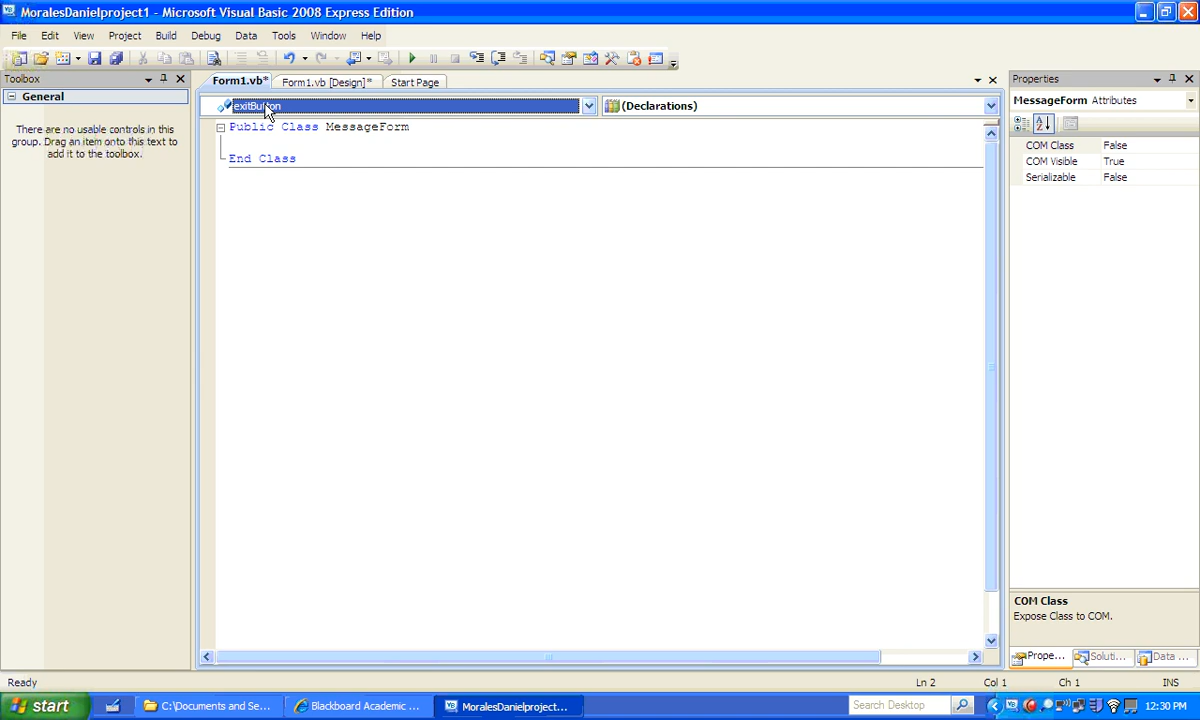 MoralesDanielproject1 - Microsoft Visual Basic 2008 Express Edition
File Edit View Project Build Debug Data Tools Window Help
Toolbox
General
There are no usable controls in this
group. Drag an item onto this text to
add it to the toolbox.
Form1.vb* Form1.vb [Design]* Start Page
exitButton (Declarations)
Public Class MessageForm
End Class
Properties
MessageForm Attributes
COM Class False
COM Visible True
Serializable False
COM Class
Expose Class to COM.
Prope... Soluti... Data ...
Ready Ln 2 Col 1 Ch 1 INS
start C:\Documents and Se... Blackboard Academic ... MoralesDanielproject... Search Desktop 12:30 PM